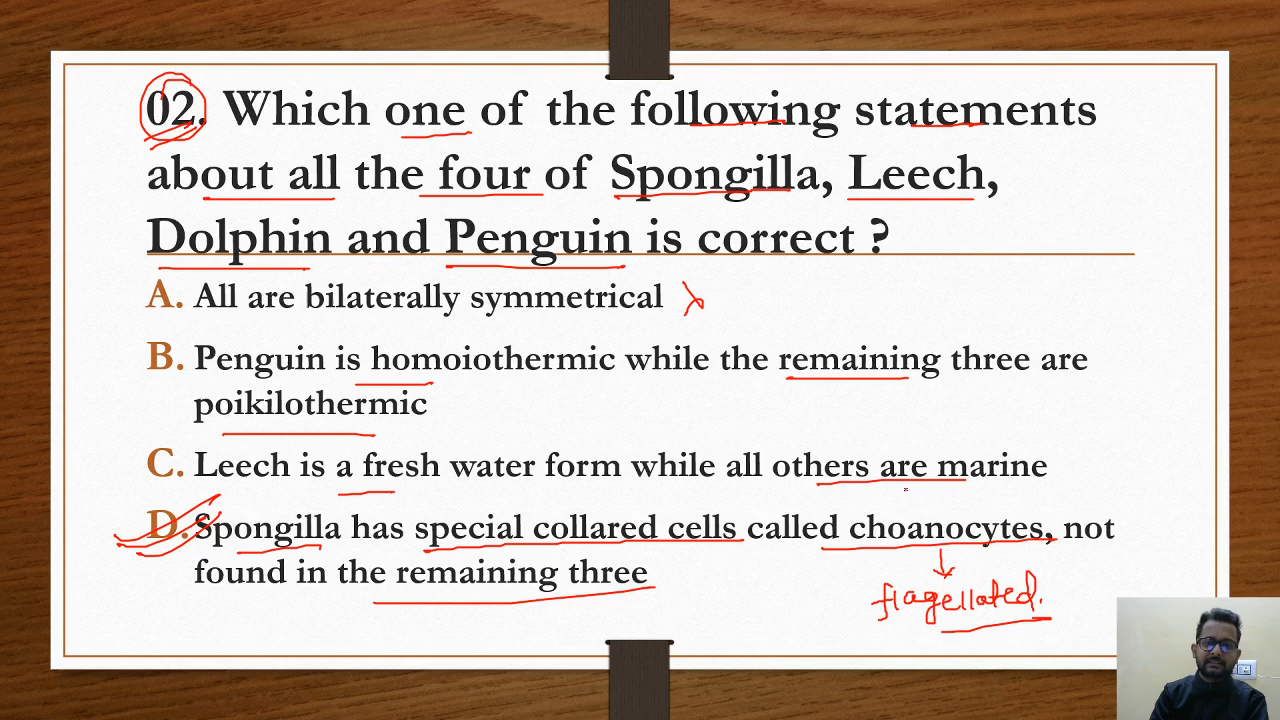 02. Which one of the following statements
about all the four of Spongilla, Leech,
Dolphin and Penguin is correct ?
A. All are bilaterally symmetrical
B. Penguin is homoiothermic while the remaining three are
poikilothermic
C. Leech is a fresh water form while all others are marine
D. Spongilla has special collared cells called choanocytes, not
found in the remaining three
flagellated.